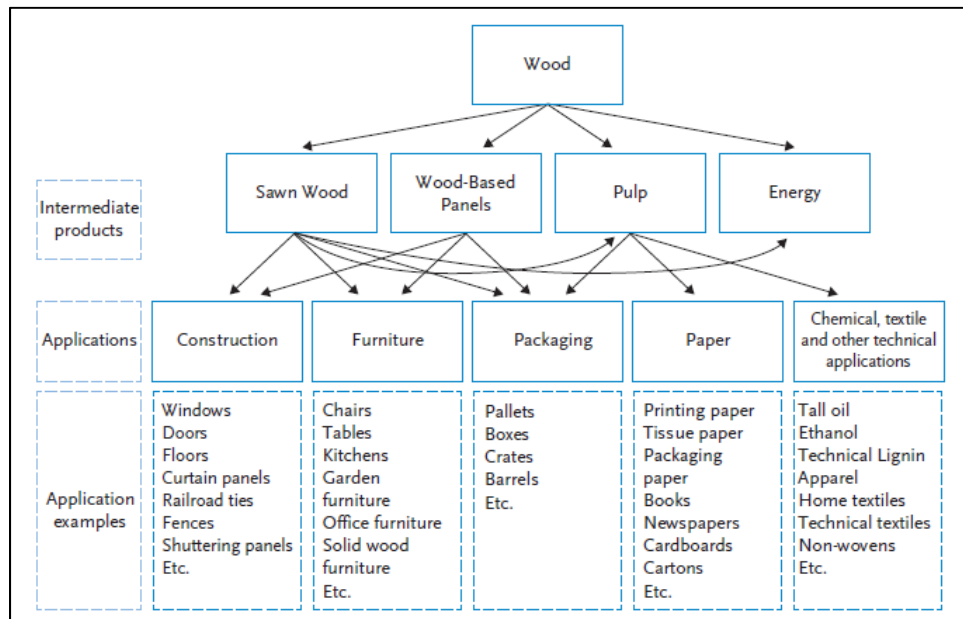 Wood
Sawn Wood
Wood-Based
Panels
Pulp
Energy
Intermediate
products
Applications
Construction
Furniture
Packaging
Paper
Chemical, textile
and other technical
applications
Application
examples
Windows
Doors
Floors
Curtain panels
Railroad ties
Fences
Shuttering panels
Etc.
Chairs
Tables
Kitchens
Garden
furniture
Office furniture
Solid wood
furniture
Etc.
Pallets
Boxes
Crates
Barrels
Etc.
Printing paper
Tissue paper
Packaging
paper
Books
Newspapers
Cardboards
Cartons
Etc.
Tall oil
Ethanol
Technical Lignin
Apparel
Home textiles
Technical textiles
Non-wovens
Etc.